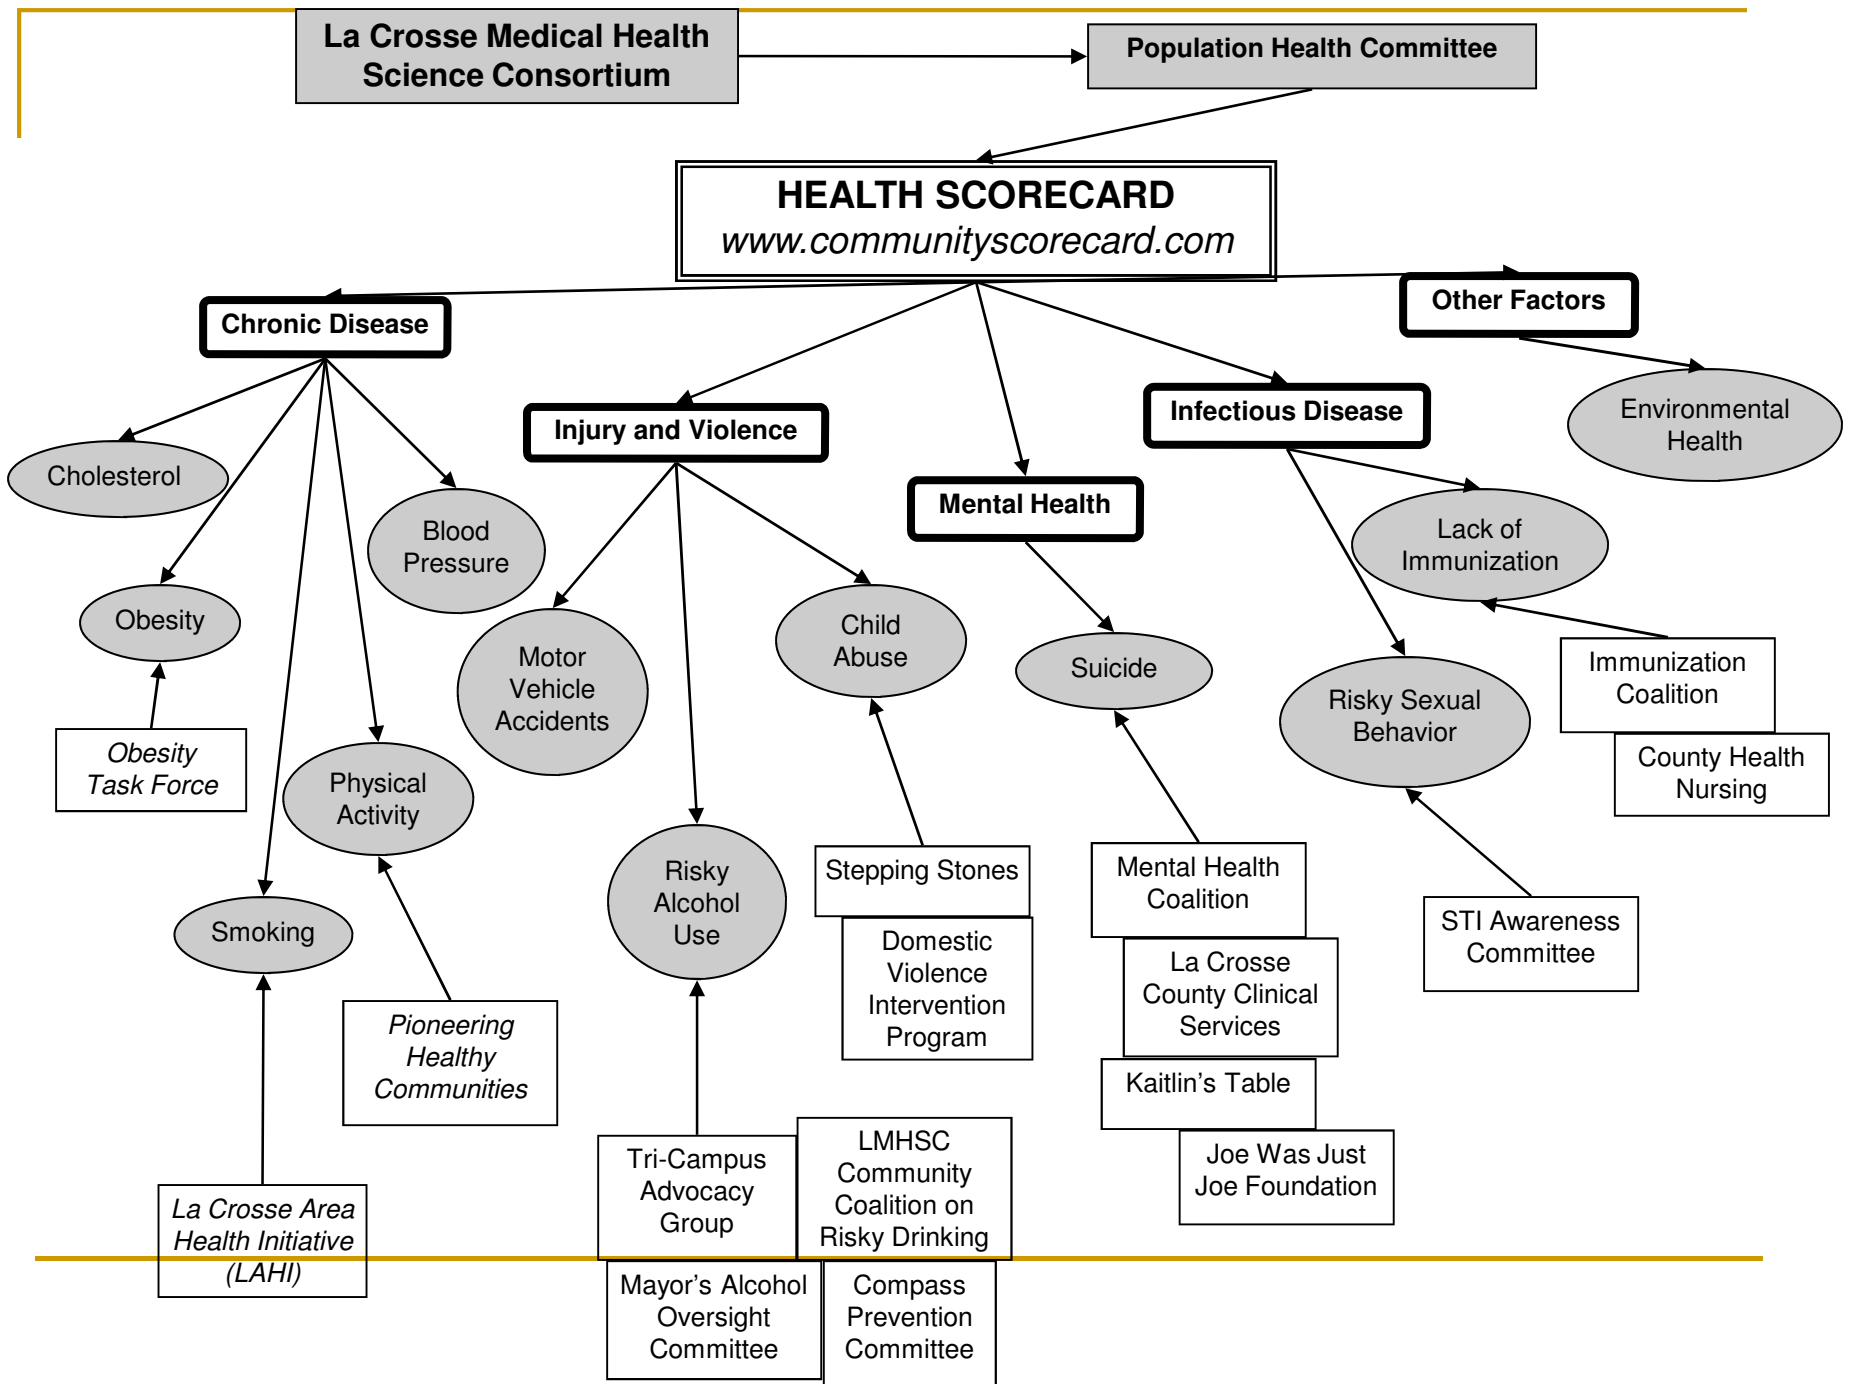 La Crosse Medical Health
Science Consortium
Population Health Committee
HEALTH SCORECARD
www.communityscorecard.com
Chronic Disease
Other Factors
Injury and Violence
Infectious Disease
Mental Health
Environmental
Health
Cholesterol
Blood
Pressure
Obesity
Obesity
Task Force
Physical
Activity
Smoking
Pioneering
Healthy
Communities
La Crosse Area
Health Initiative
(LAHI)
Motor
Vehicle
Accidents
Risky
Alcohol
Use
Child
Abuse
Stepping Stones
Domestic
Violence
Intervention
Program
Tri-Campus
Advocacy
Group
LMHSC
Community
Coalition on
Risky Drinking
Mayor's Alcohol
Oversight
Committee
Compass
Prevention
Committee
Suicide
Mental Health
Coalition
La Crosse
County Clinical
Services
Kaitlin's Table
Joe Was Just
Joe Foundation
Lack of
Immunization
Risky Sexual
Behavior
Immunization
Coalition
County Health
Nursing
STI Awareness
Committee